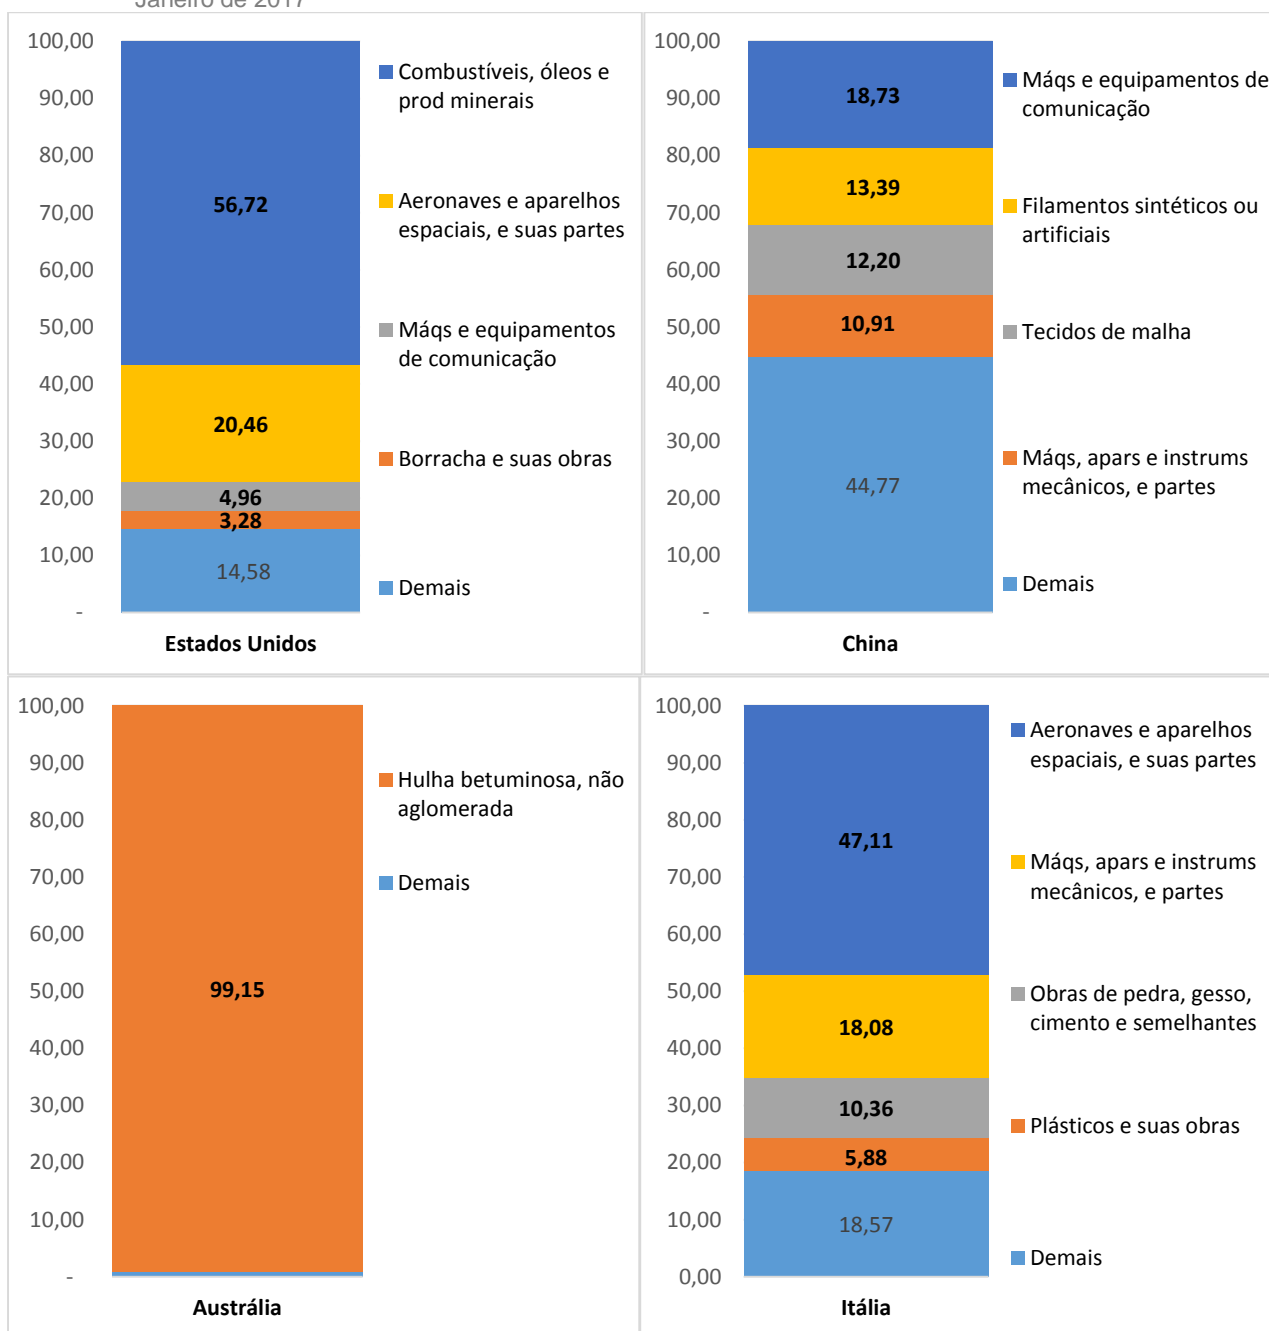 Janeiro de 2017
100,00
90,00
80,00
70,00
60,00
50,00
40,00
30,00
20,00
10,00
-
56,72
20,46
4,96
3,28
14,58
Combustíveis, óleos e
prod minerais
Aeronaves e aparelhos
espaciais, e suas partes
Máqs e equipamentos
de comunicação
Borracha e suas obras
Demais
Estados Unidos
100,00
90,00
80,00
70,00
60,00
50,00
40,00
30,00
20,00
10,00
-
18,73
13,39
12,20
10,91
44,77
Máqs e equipamentos de
comunicação
Filamentos sintéticos ou
artificiais
Tecidos de malha
Máqs, apars e instrums
mecânicos, e partes
Demais
China
100,00
90,00
80,00
70,00
60,00
50,00
40,00
30,00
20,00
10,00
-
99,15
Hulha betuminosa, não
aglomerada
Demais
Austrália
100,00
90,00
80,00
70,00
60,00
50,00
40,00
30,00
20,00
10,00
0,00
47,11
18,08
10,36
5,88
18,57
Aeronaves e aparelhos
espaciais, e suas partes
Máqs, apars e instrums
mecânicos, e partes
Obras de pedra, gesso,
cimento e semelhantes
Plásticos e suas obras
Demais
Itália